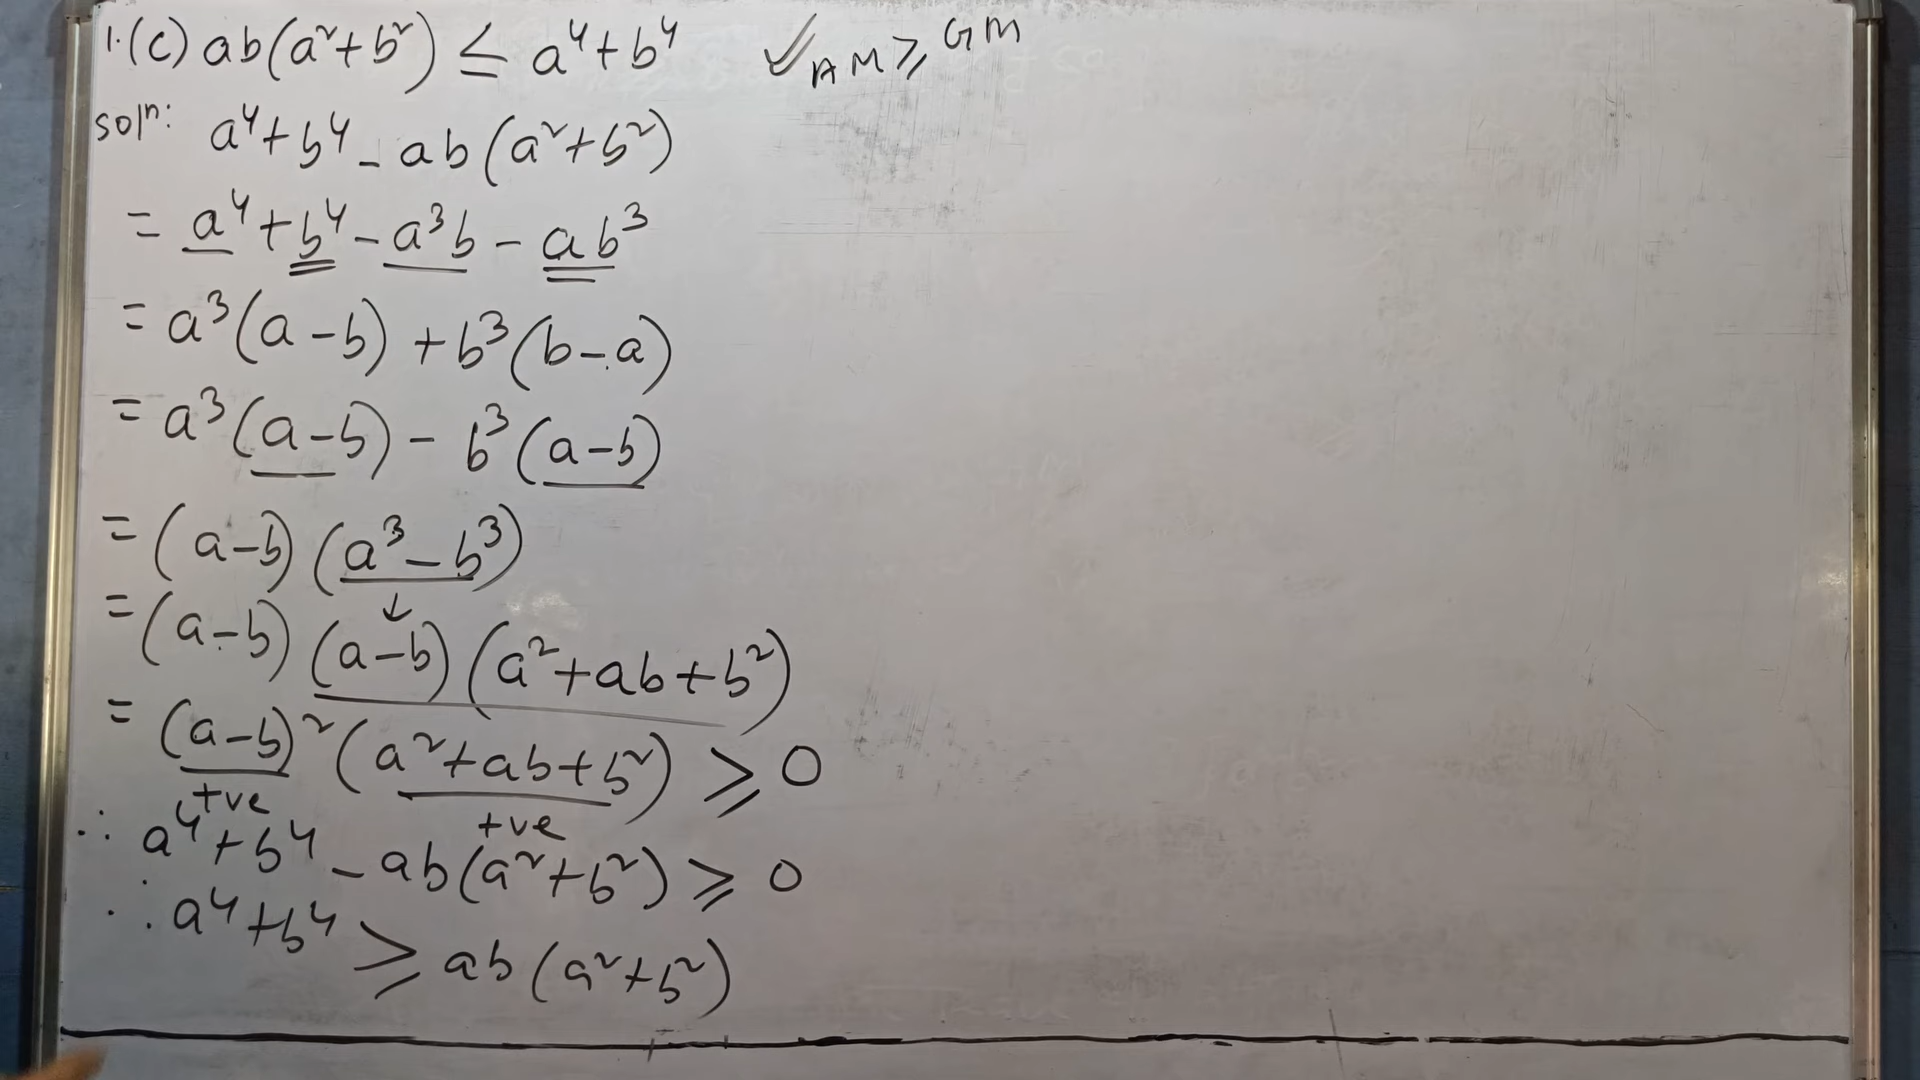 1.(c) ab(a²+b²) ≤ a⁴+b⁴ ✓ AM ≥ GM
solⁿ: a⁴+b⁴-ab(a²+b²)
= a⁴+b⁴-a³b-ab³
= a³(a-b)+b³(b-a)
= a³(a-b)-b³(a-b)
= (a-b)(a³-b³)
↓
= (a-b)(a-b)(a²+ab+b²)
= (a-b)²(a²+ab+b²) ≥ 0
+ve +ve
∴ a⁴+b⁴-ab(a²+b²) ≥ 0
∴ a⁴+b⁴ ≥ ab(a²+b²)